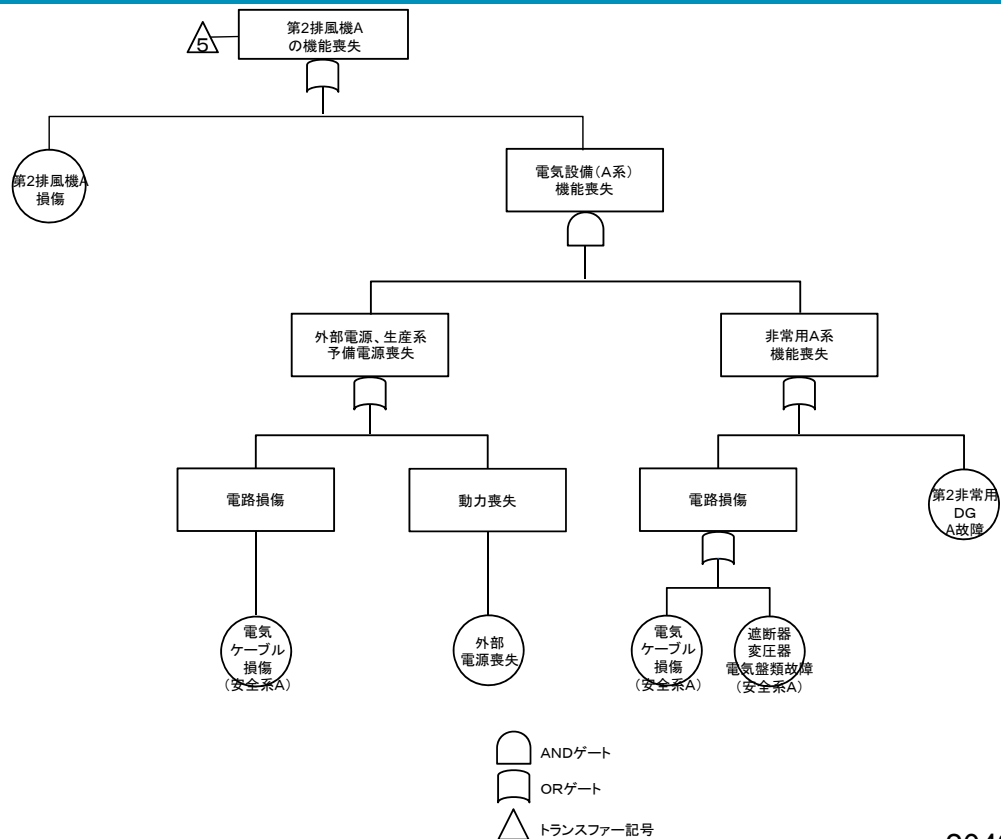 5
第2排風機A
の機能喪失
第2排風機A
損傷
電気設備(A系)
機能喪失
外部電源、生産系
予備電源喪失
非常用A系
機能喪失
電路損傷
動力喪失
電路損傷
第2非常用
DG
A故障
電気
ケーブル
損傷
(安全系A)
外部
電源喪失
電気
ケーブル
損傷
(安全系A)
遮断器
変圧器
電気盤類故障
(安全系A)
ANDゲート
ORゲート
トランスファー記号